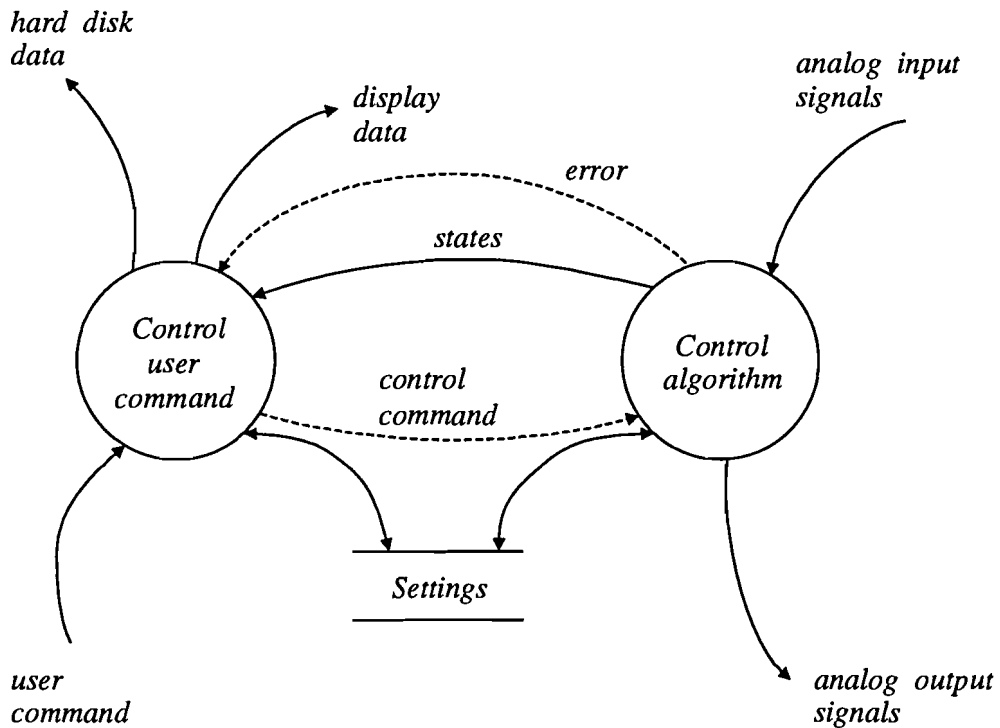 hard disk
data
display
data
analog input
signals
error
states
Control
user
command
Control
algorithm
control
command
Settings
user
command
analog output
signals